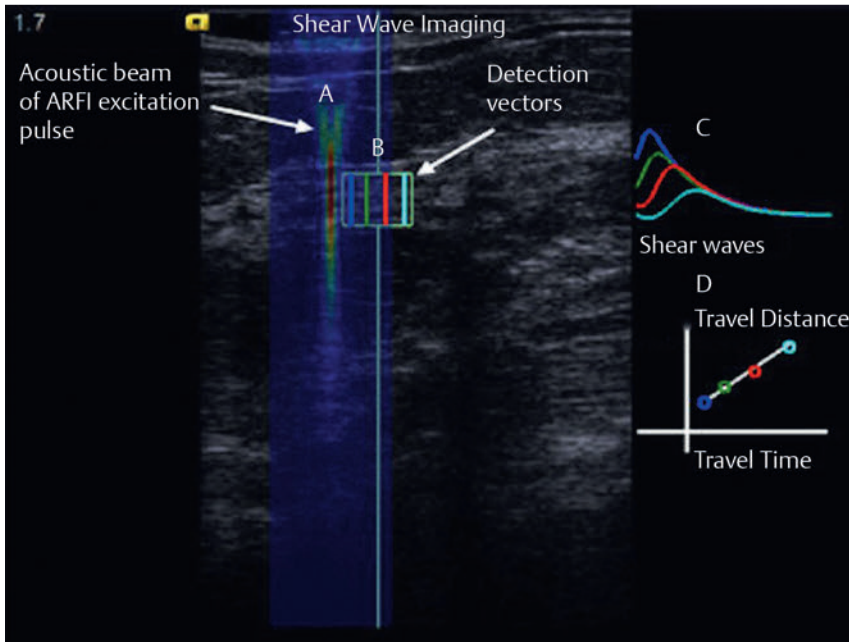 1.7
Shear Wave Imaging
Acoustic beam
of ARFI excitation
pulse
A
Detection
vectors
B
C
Shear waves
D
Travel Distance
Travel Time